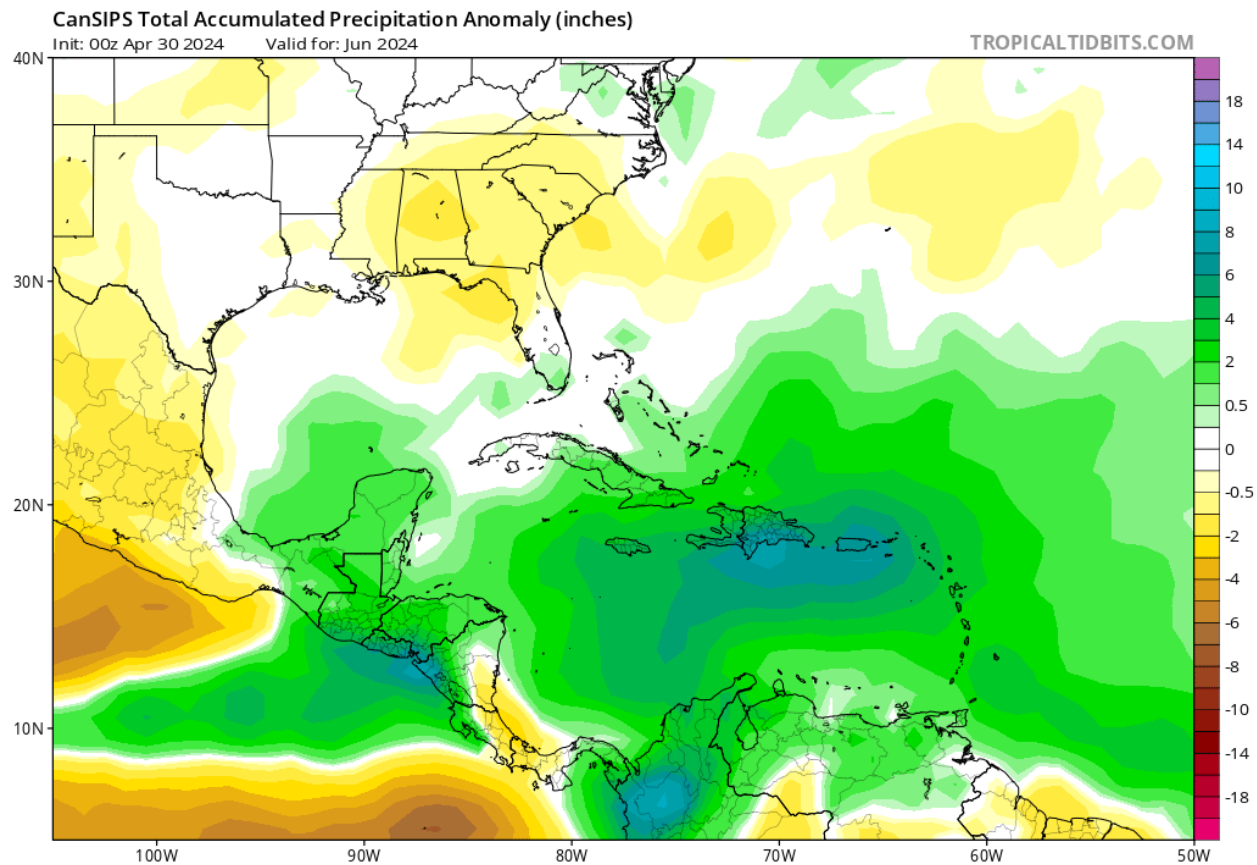 CanSIPS Total Accumulated Precipitation Anomaly (inches)
Init: 00z Apr 30 2024 Valid for: Jun 2024
TROPICALTIDBITS.COM
40N
30N
20N
10N
100W
90W
80W
70W
60W
50W
18
14
10
8
6
4
2
0.5
0
-0.5
-2
-4
-6
-8
-10
-14
-18